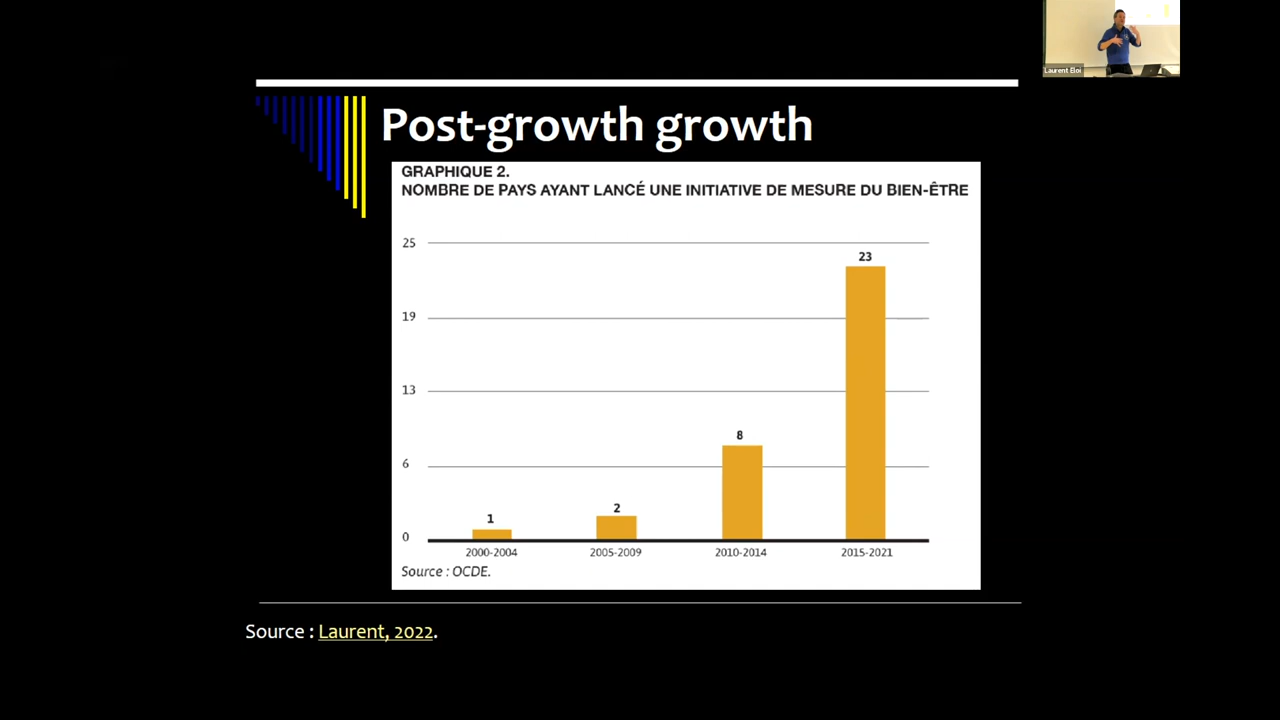 Laurent Eloi
Post-growth growth
GRAPHIQUE 2.
NOMBRE DE PAYS AYANT LANCÉ UNE INITIATIVE DE MESURE DU BIEN-ÊTRE
25
23
19
13
8
6
2
1
0
2000-2004 2005-2009 2010-2014 2015-2021
Source : OCDE.
Source : Laurent, 2022.